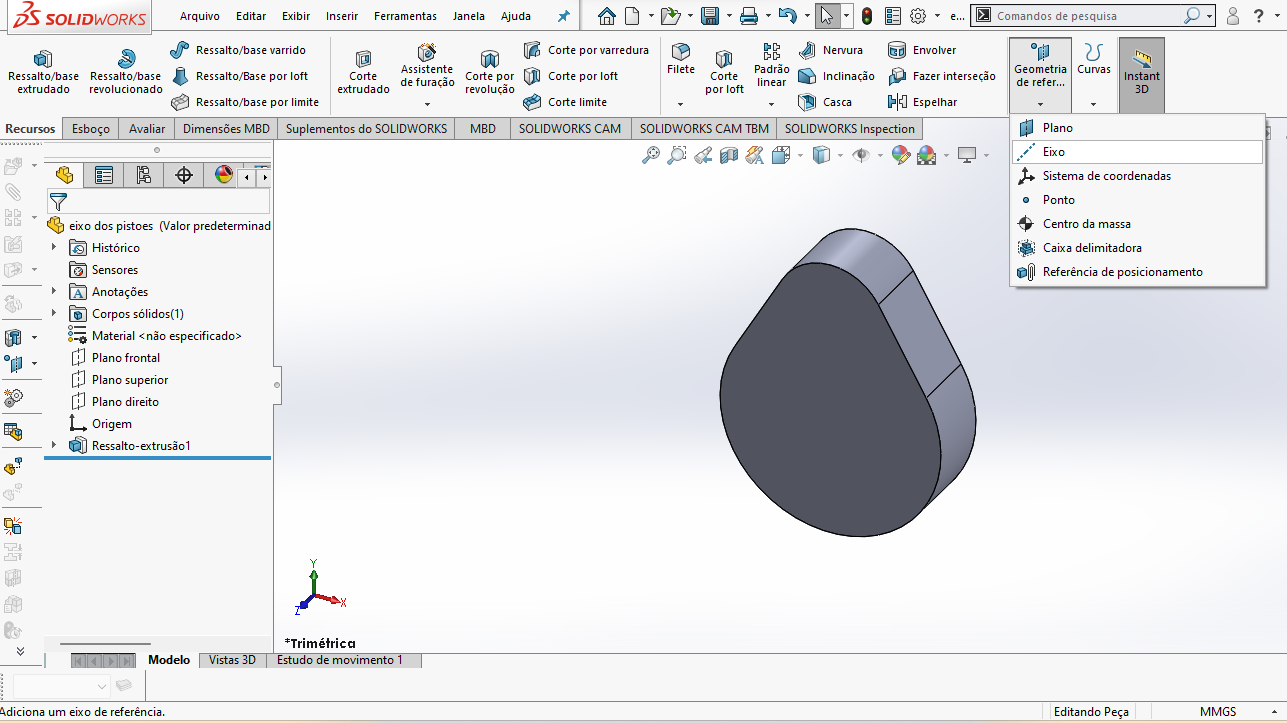 SOLIDWORKS Arquivo Editar Exibir Inserir Ferramentas Janela Ajuda e... Comandos de pesquisa ?
Ressalto/base extrudado
Ressalto/base revolucionado
Ressalto/base varrido
Ressalto/Base por loft
Ressalto/base por limite
Corte extrudado
Assistente de furação
Corte por revolução
Corte por varredura
Corte por loft
Corte limite
Filete
Corte por loft
Padrão linear
Nervura
Inclinação
Casca
Envolver
Fazer interseção
Espelhar
Geometria de refer...
Curvas
Instant 3D
Recursos Esboço Avaliar Dimensões MBD Suplementos do SOLIDWORKS MBD SOLIDWORKS CAM SOLIDWORKS CAM TBM SOLIDWORKS Inspection
Plano
Eixo
Sistema de coordenadas
Ponto
Centro da massa
Caixa delimitadora
Referência de posicionamento
eixo dos pistoes (Valor predeterminad
Histórico
Sensores
Anotações
Corpos sólidos(1)
Material <não especificado>
Plano frontal
Plano superior
Plano direito
Origem
Ressalto-extrusão1
Y
X
Z
*Trimétrica
Modelo Vistas 3D Estudo de movimento 1
Adiciona um eixo de referência. Editando Peça MMGS